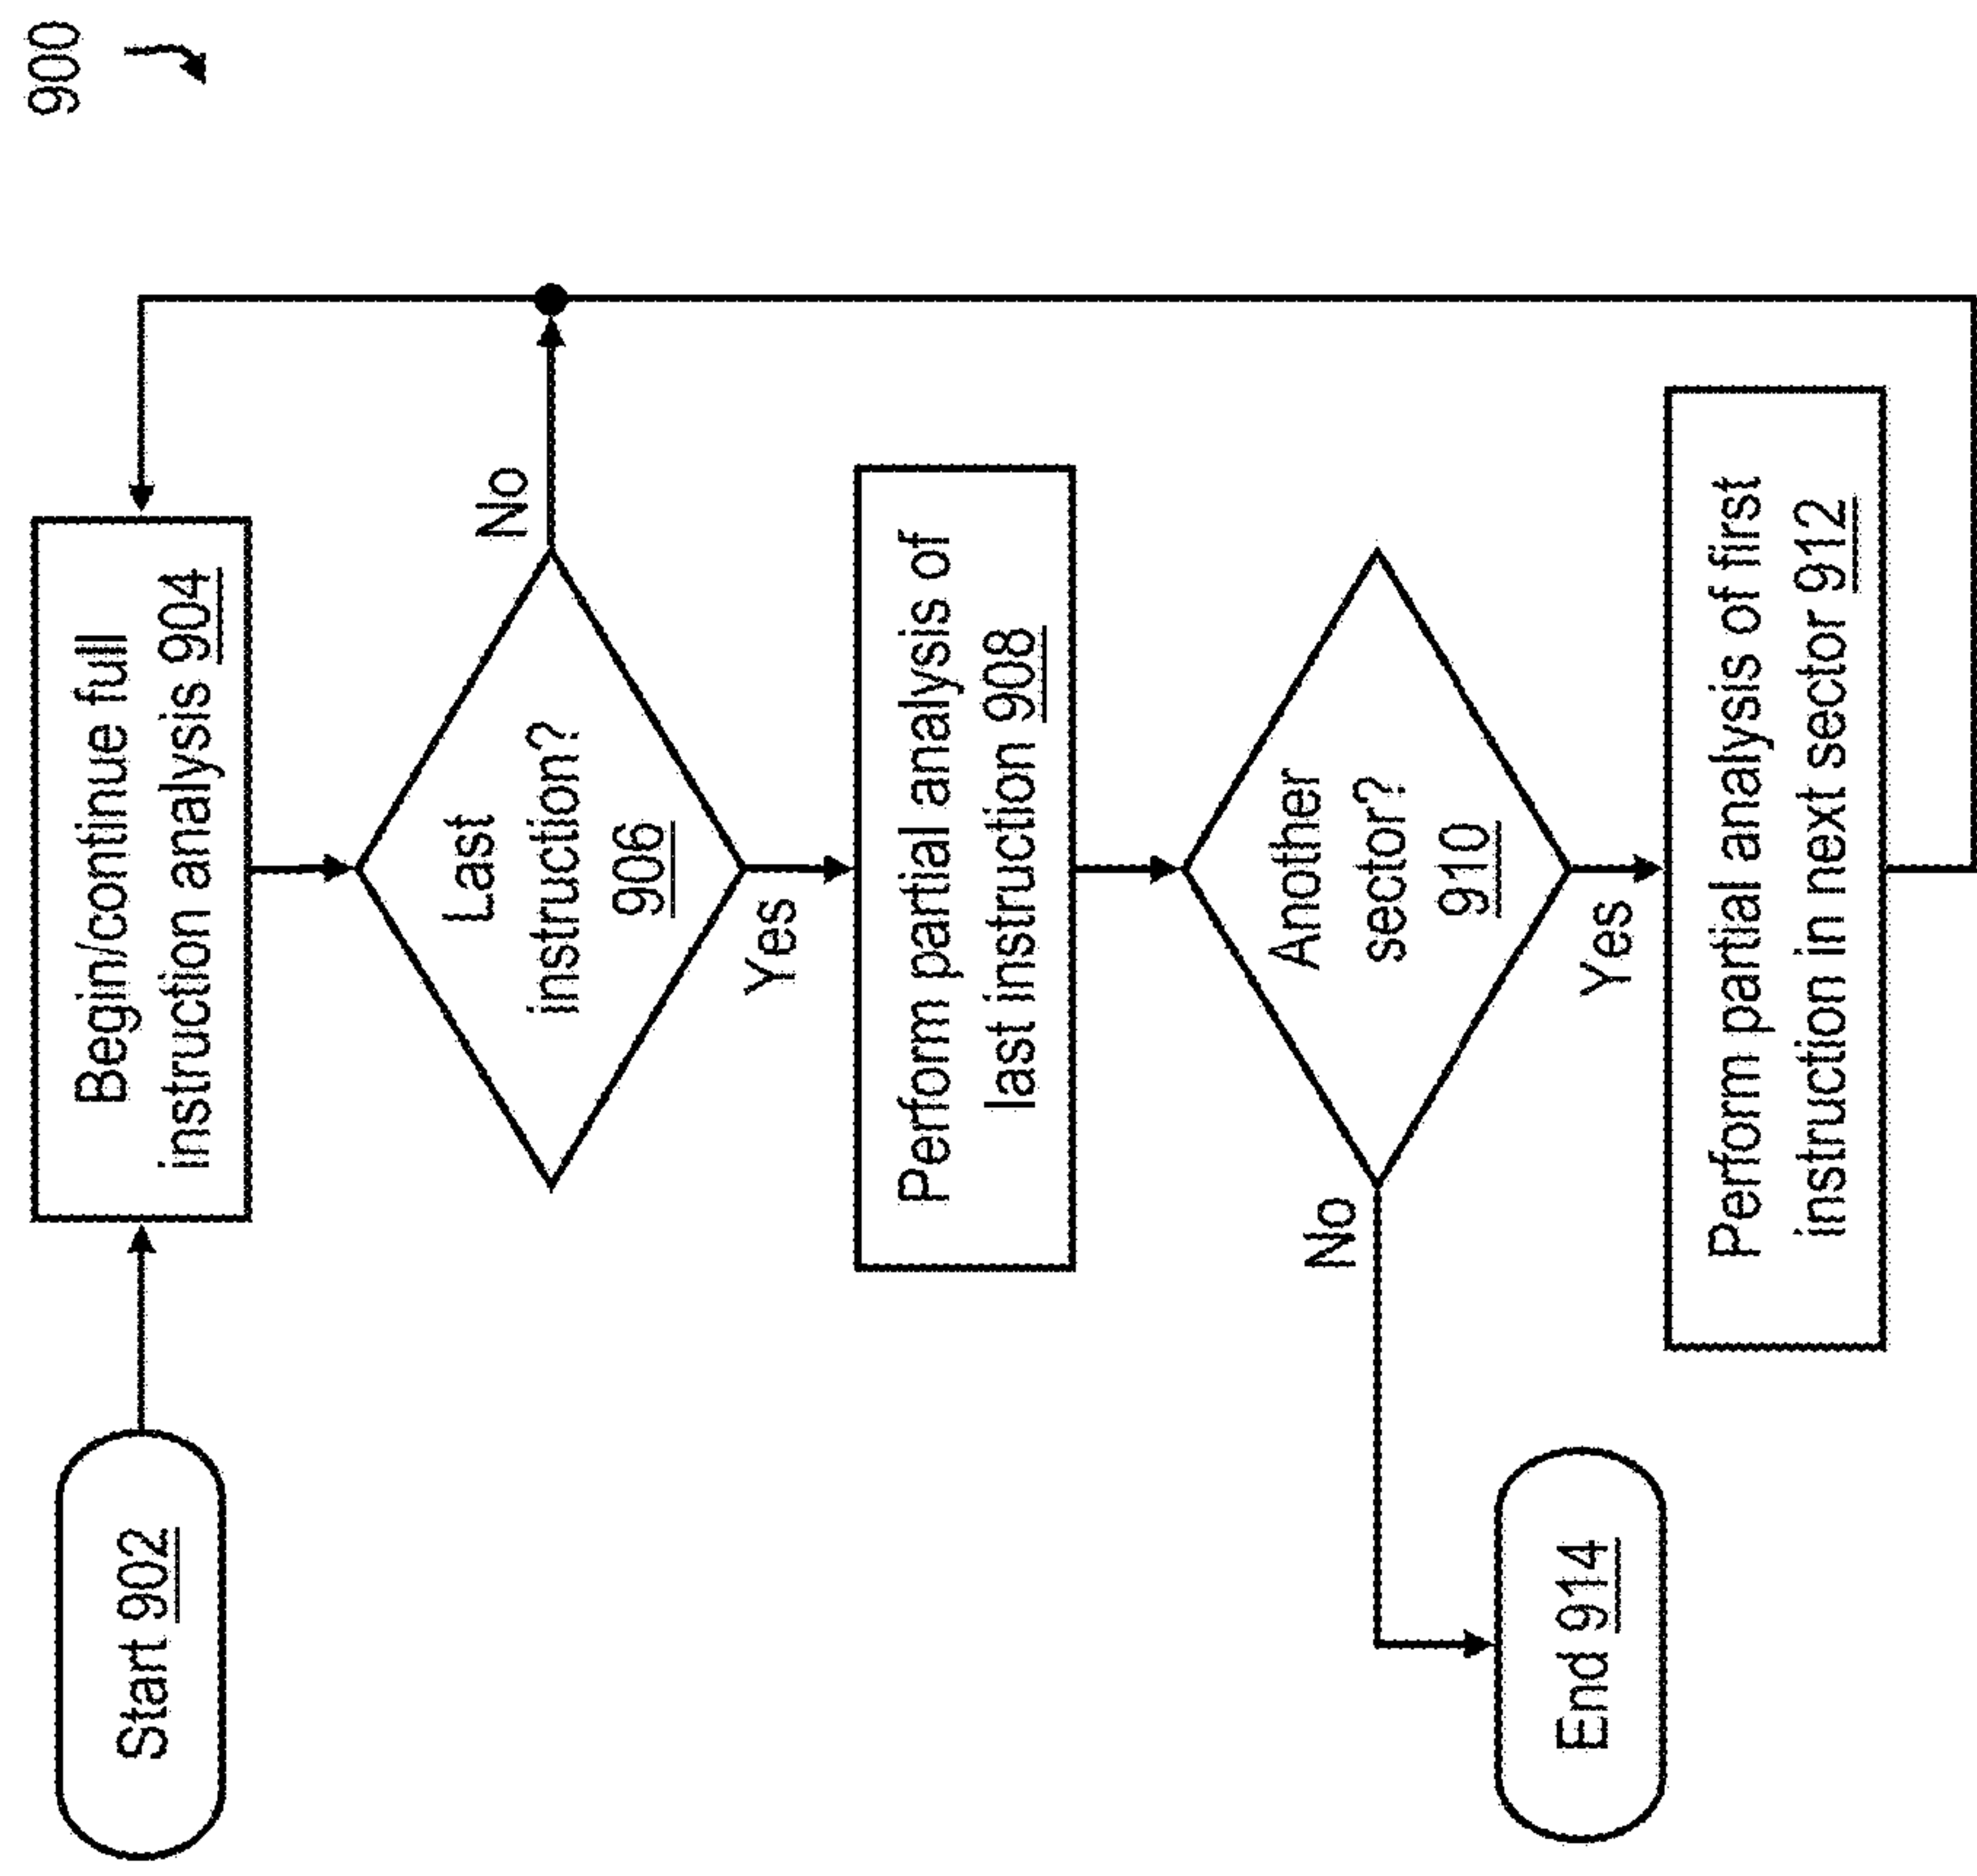 900
Start 902
Begin/continue full
instruction analysis 904
Last
instruction?
906
No
Yes
Perform partial analysis of
last instruction 908
Another
sector?
910
No
Yes
End 914
Perform partial analysis of first
instruction in next sector 912